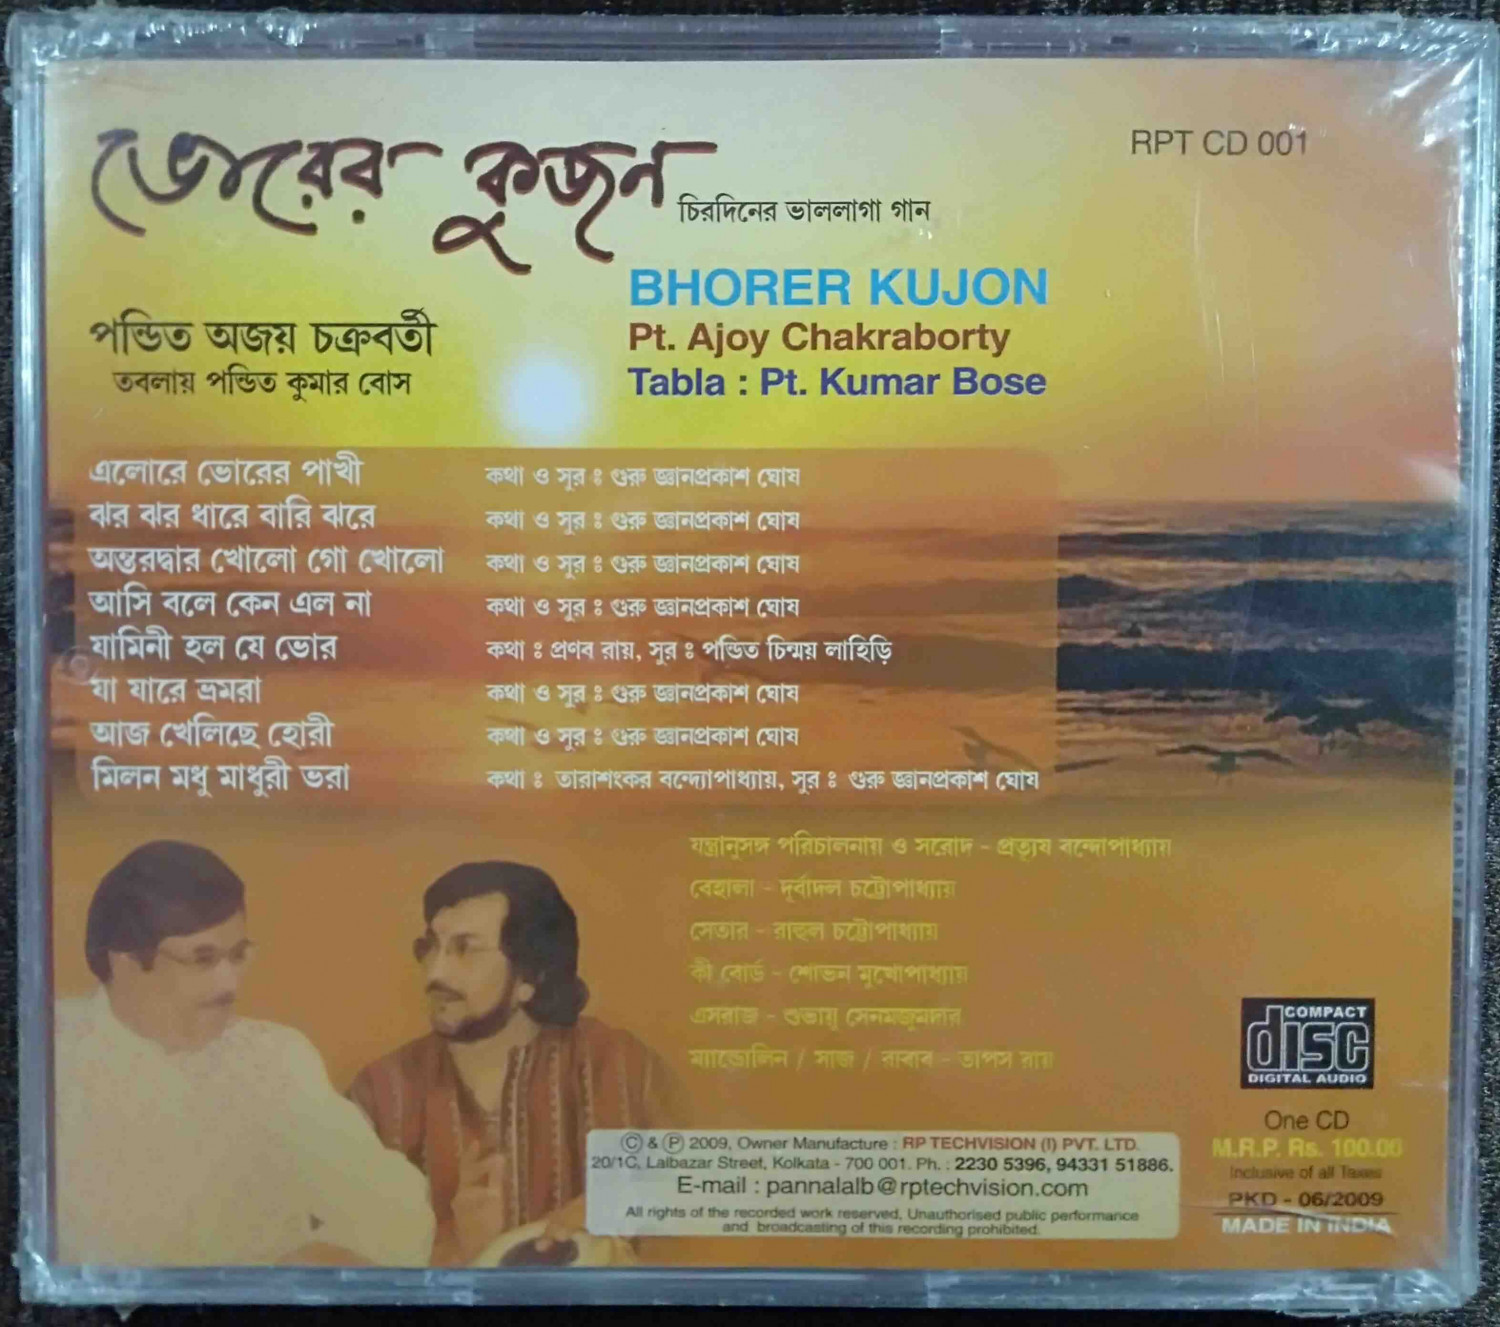 ভোরের কূজন
চিরদিনের ভাললাগা গান
RPT CD 001
BHORER KUJON
পন্ডিত অজয় চক্রবর্তী
Pt. Ajoy Chakraborty
তবলায় পন্ডিত কুমার বোস
Tabla : Pt. Kumar Bose
এলোরে ভোরের পাখী কথা ও সুর : গুরু জ্ঞানপ্রকাশ ঘোষ
ঝর ঝর ধারে বারি ঝরে কথা ও সুর : গুরু জ্ঞানপ্রকাশ ঘোষ
অন্তরদ্বার খোলো গো খোলো কথা ও সুর : গুরু জ্ঞানপ্রকাশ ঘোষ
আসি বলে কেন এল না কথা ও সুর : গুরু জ্ঞানপ্রকাশ ঘোষ
যামিনী হল যে ভোর কথা : প্রণব রায়, সুর : পন্ডিত চিন্ময় লাহিড়ি
যা যারে ভ্রমরা কথা ও সুর : গুরু জ্ঞানপ্রকাশ ঘোষ
আজ খেলিছে হোরী কথা ও সুর : গুরু জ্ঞানপ্রকাশ ঘোষ
মিলন মধু মাধুরী ভরা কথা : তারাশংকর বন্দ্যোপাধ্যায়, সুর : গুরু জ্ঞানপ্রকাশ ঘোষ
যন্ত্রানুসঙ্গ পরিচালনায় ও সরোদ - প্রত্যুষ বন্দোপাধ্যায়
বেহালা - দূর্বাদল চট্টোপাধ্যায়
সেতার - রাহুল চট্টোপাধ্যায়
কী বোর্ড - শোভন মুখোপাধ্যায়
এসরাজ - শুভায়ু সেনমজুমদার
ম্যান্ডোলিন / সাজ / রাবাব - তাপস রায়
COMPACT
disc
DIGITAL AUDIO
One CD
M.R.P. Rs. 100.00
Inclusive of all Taxes
PKD - 06/2009
MADE IN INDIA
© & ℗ 2009, Owner Manufacture : RP TECHVISION (I) PVT. LTD.
20/1C, Lalbazar Street, Kolkata - 700 001. Ph. : 2230 5396, 94331 51886.
E-mail : pannalalb@rptechvision.com
All rights of the recorded work reserved, Unauthorised public performance
and broadcasting of this recording prohibited.